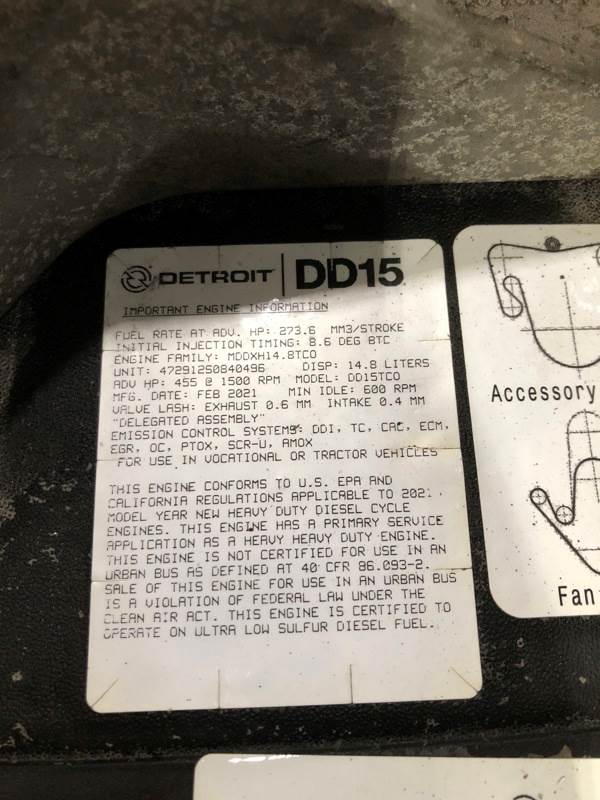 DETROIT DD15
IMPORTANT ENGINE INFORMATION
FUEL RATE AT ADV. HP: 273.6 MM3/STROKE
INITIAL INJECTION TIMING: 8.6 DEG BTC
ENGINE FAMILY: MDDXH14.8TCO
UNIT: 47291250840496 DISP: 14.8 LITERS
ADV HP: 455 @ 1500 RPM MODEL: DD15TCO
MFG. DATE: FEB 2021 MIN IDLE: 600 RPM
VALVE LASH: EXHAUST 0.6 MM INTAKE 0.4 MM
"DELEGATED ASSEMBLY"
EMISSION CONTROL SYSTEMS: DDI, TC, CAC, ECM,
EGR, OC, PTOX, SCR-U, AMOX
FOR USE IN VOCATIONAL OR TRACTOR VEHICLES
THIS ENGINE CONFORMS TO U.S. EPA AND
CALIFORNIA REGULATIONS APPLICABLE TO 2021
MODEL YEAR NEW HEAVY DUTY DIESEL CYCLE
ENGINES. THIS ENGINE HAS A PRIMARY SERVICE
APPLICATION AS A HEAVY HEAVY DUTY ENGINE.
THIS ENGINE IS NOT CERTIFIED FOR USE IN AN
URBAN BUS AS DEFINED AT 40 CFR 86.093-2.
SALE OF THIS ENGINE FOR USE IN AN URBAN BUS
IS A VIOLATION OF FEDERAL LAW UNDER THE
CLEAN AIR ACT. THIS ENGINE IS CERTIFIED TO
OPERATE ON ULTRA LOW SULFUR DIESEL FUEL.
Accessory
Fan